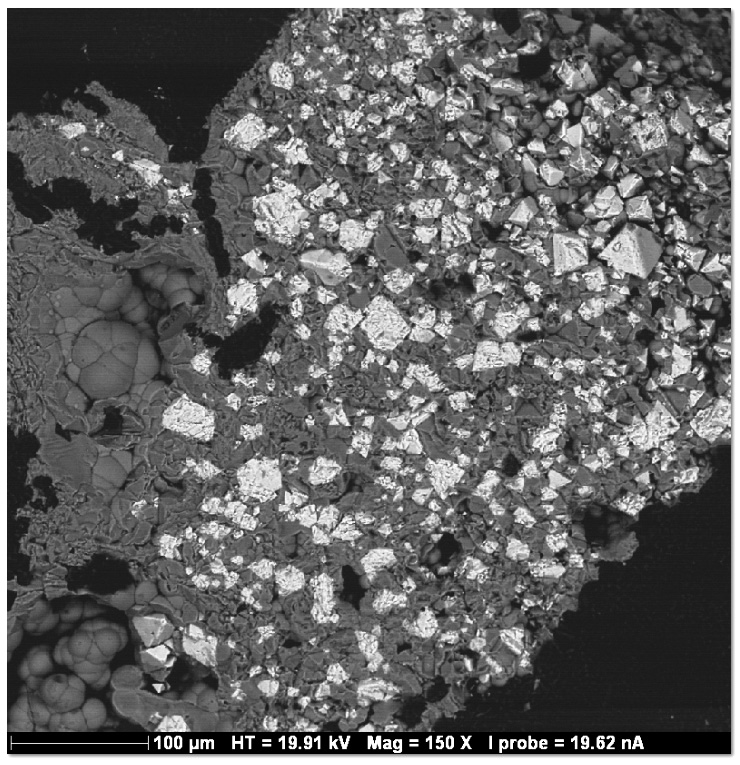 100 µm HT = 19.91 kV Mag = 150 X I probe = 19.62 nA